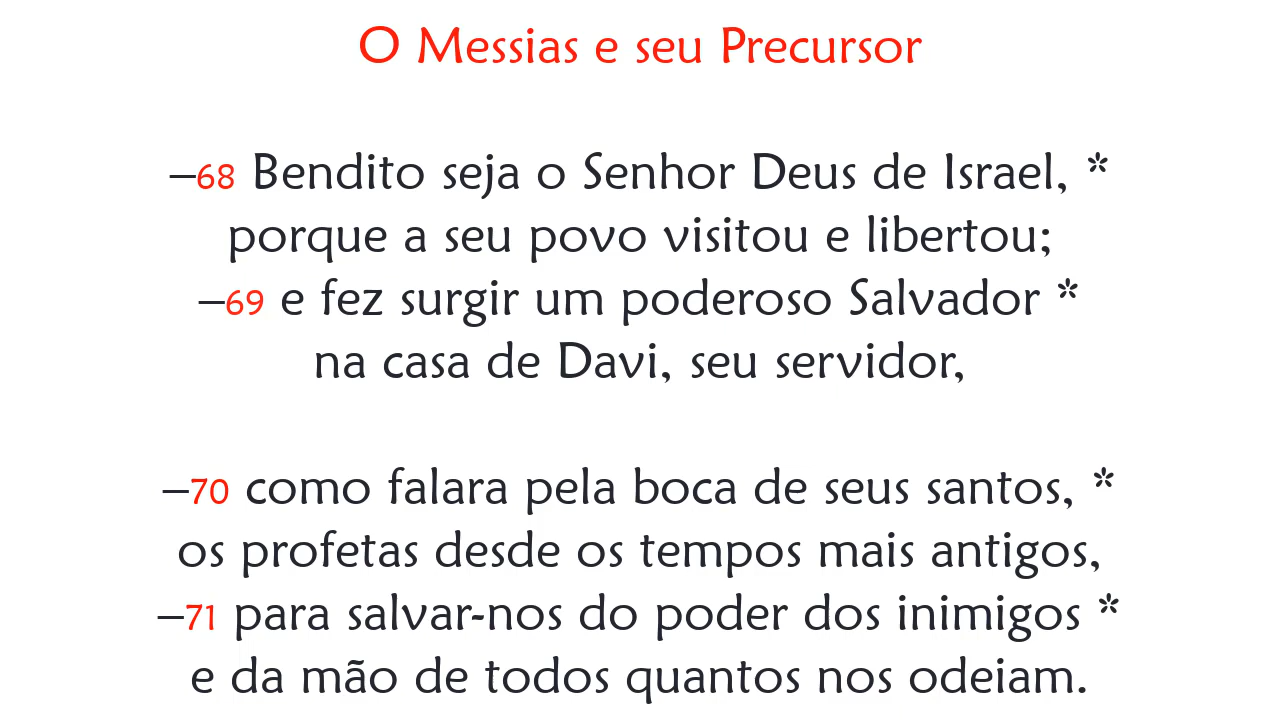 O Messias e seu Precursor
–68 Bendito seja o Senhor Deus de Israel, *
porque a seu povo visitou e libertou;
–69 e fez surgir um poderoso Salvador *
na casa de Davi, seu servidor,
–70 como falara pela boca de seus santos, *
os profetas desde os tempos mais antigos,
–71 para salvar-nos do poder dos inimigos *
e da mão de todos quantos nos odeiam.